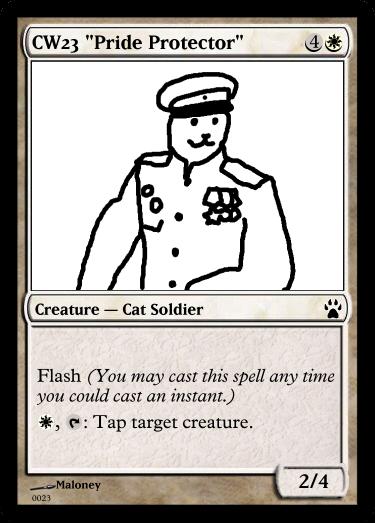 CW23 "Pride Protector" 4
Creature — Cat Soldier
Flash (You may cast this spell any time
you could cast an instant.)
, : Tap target creature.
2/4
Maloney
0023